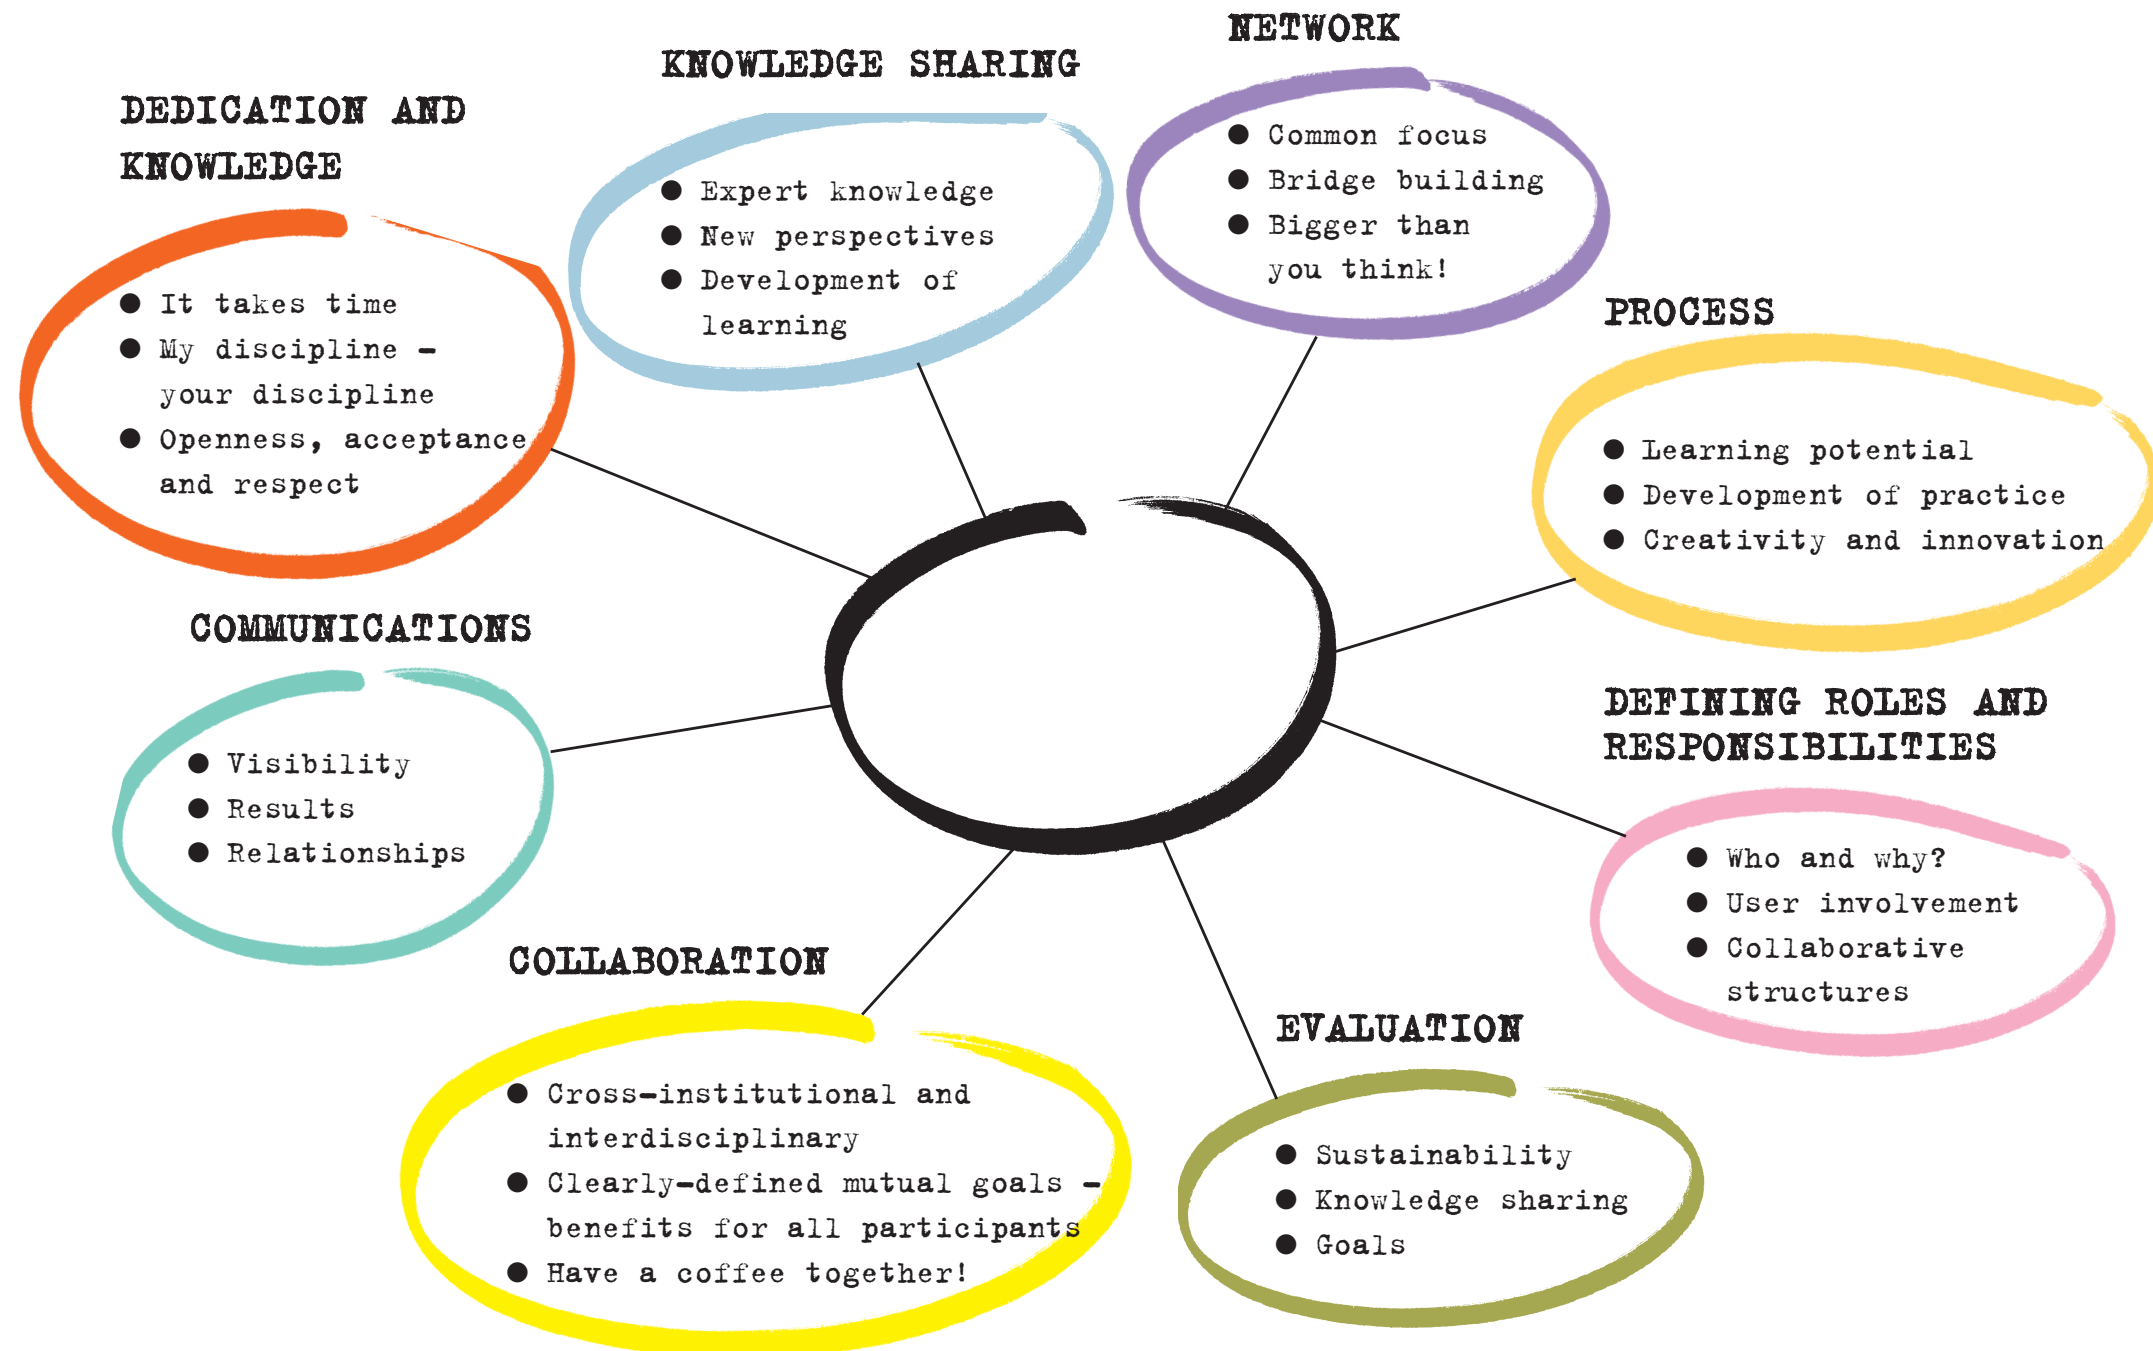 DEDICATION AND
KNOWLEDGE
● It takes time
● My discipline –
your discipline
● Openness, acceptance
and respect
KNOWLEDGE SHARING
● Expert knowledge
● New perspectives
● Development of
learning
NETWORK
● Common focus
● Bridge building
● Bigger than
you think!
PROCESS
● Learning potential
● Development of practice
● Creativity and innovation
DEFINING ROLES AND
RESPONSIBILITIES
● Who and why?
● User involvement
● Collaborative
structures
EVALUATION
● Sustainability
● Knowledge sharing
● Goals
COLLABORATION
● Cross-institutional and
interdisciplinary
● Clearly-defined mutual goals –
benefits for all participants
● Have a coffee together!
COMMUNICATIONS
● Visibility
● Results
● Relationships